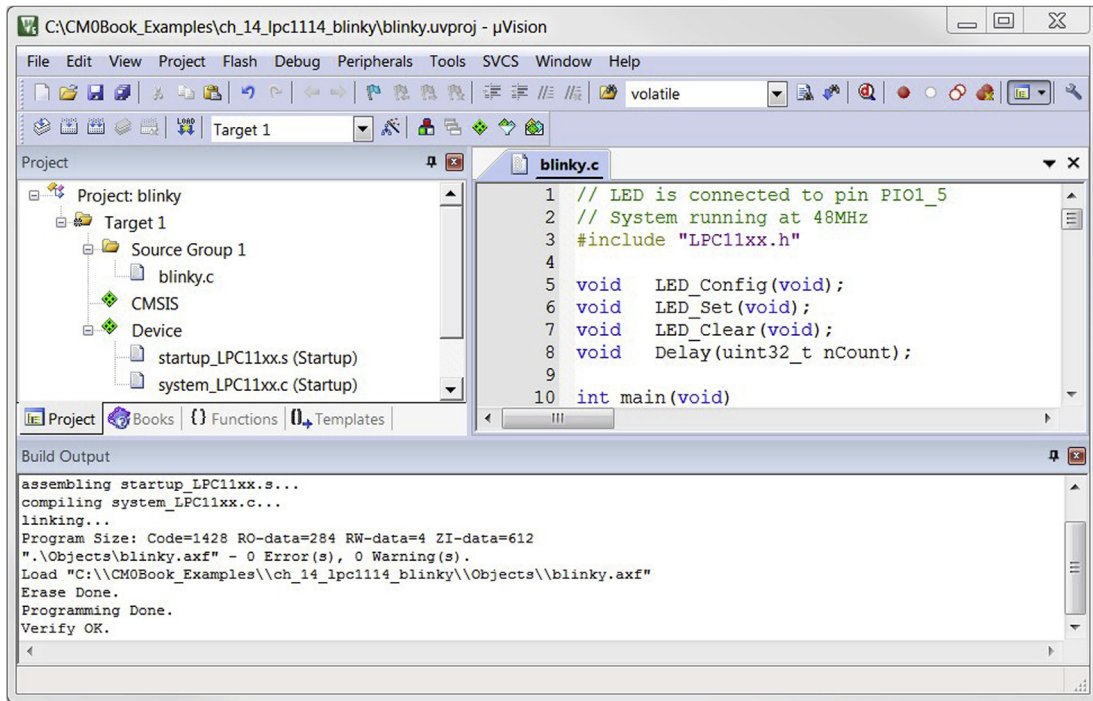 C:\CM0Book_Examples\ch_14_lpc1114_blinky\blinky.uvproj - µVision
File Edit View Project Flash Debug Peripherals Tools SVCS Window Help
volatile
LOAD Target 1
Project
Project: blinky
Target 1
Source Group 1
blinky.c
CMSIS
Device
startup_LPC11xx.s (Startup)
system_LPC11xx.c (Startup)
Project Books {} Functions Templates
blinky.c
1 // LED is connected to pin PIO1_5
2 // System running at 48MHz
3 #include "LPC11xx.h"
4
5 void LED_Config(void);
6 void LED_Set(void);
7 void LED_Clear(void);
8 void Delay(uint32_t nCount);
9
10 int main(void)
Build Output
assembling startup_LPC11xx.s...
compiling system_LPC11xx.c...
linking...
Program Size: Code=1428 RO-data=284 RW-data=4 ZI-data=612
".\Objects\blinky.axf" - 0 Error(s), 0 Warning(s).
Load "C:\\CM0Book_Examples\\ch_14_lpc1114_blinky\\Objects\\blinky.axf"
Erase Done.
Programming Done.
Verify OK.